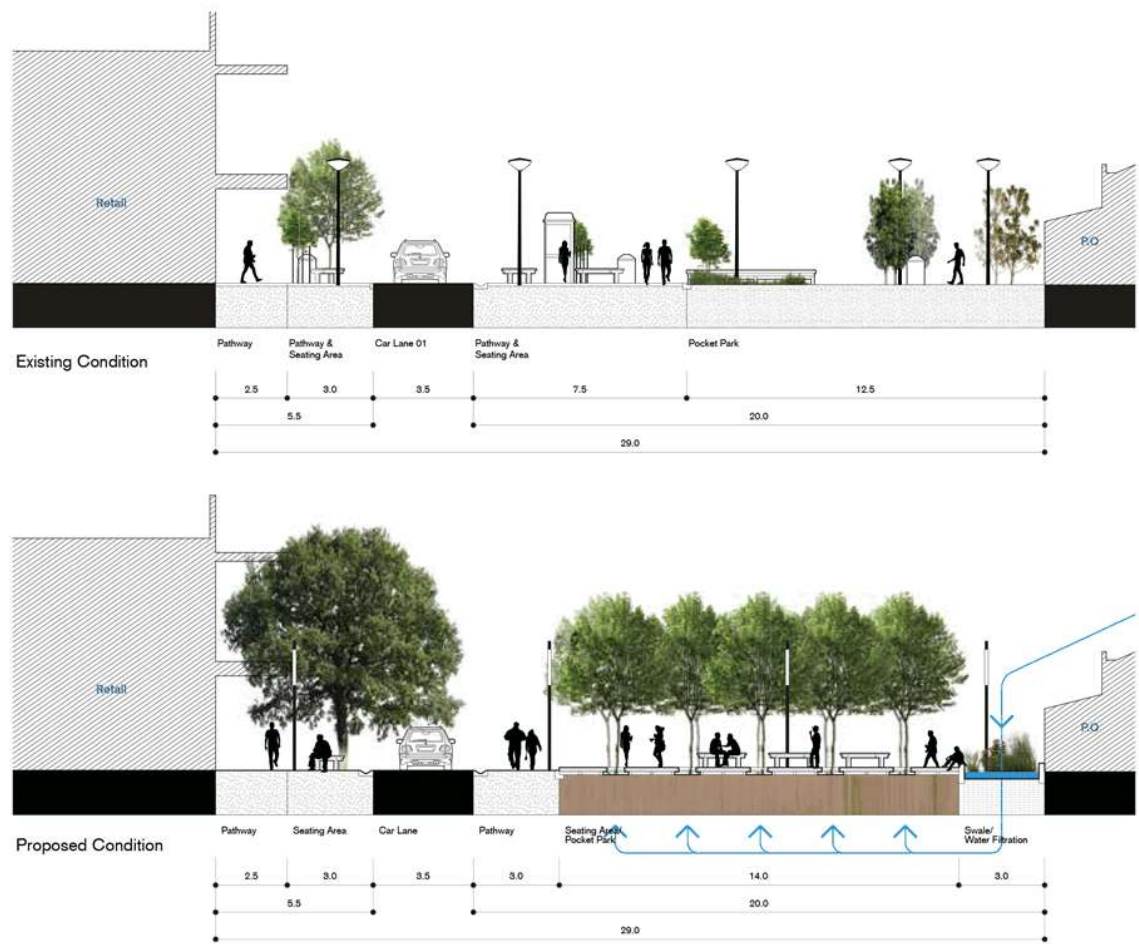 Retail
P.O
Pathway
Pathway &
Seating Area
Car Lane 01
Pathway &
Seating Area
Pocket Park
Existing Condition
2.5
3.0
3.5
7.5
12.5
5.5
20.0
29.0
Retail
P.O
Pathway
Seating Area
Car Lane
Pathway
Seating Area/
Pocket Park
Swale/
Water Filtration
Proposed Condition
2.5
3.0
3.5
3.0
14.0
3.0
5.5
20.0
29.0